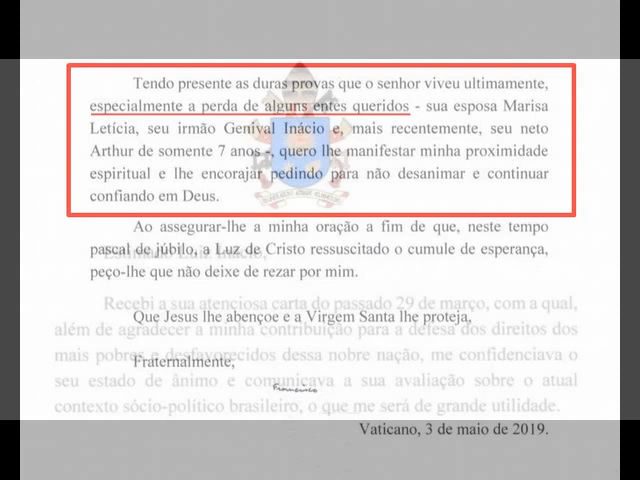 Tendo presente as duras provas que o senhor viveu ultimamente,
especialmente a perda de alguns entes queridos - sua esposa Marisa
Letícia, seu irmão Genival Inácio e, mais recentemente, seu neto
Arthur de somente 7 anos -, quero lhe manifestar minha proximidade
espiritual e lhe encorajar pedindo para não desanimar e continuar
confiando em Deus.
Ao assegurar-lhe a minha oração a fim de que, neste tempo
pascal de júbilo, a Luz de Cristo ressuscitado o cumule de esperança,
Estimado Luiz Inácio,
peço-lhe que não deixe de rezar por mim.
Recebi a sua atenciosa carta do passado 29 de março, com a qual,
Que Jesus lhe abençoe e a Virgem Santa lhe proteja,
além de agradecer a minha contribuição para a defesa dos direitos dos
mais pobres e desfavorecidos dessa nobre nação, me confidenciava o
Fraternalmente,
seu estado de ânimo e comunicava a sua avaliação sobre o atual
Franciscus
contexto sócio-político brasileiro, o que me será de grande utilidade.
Vaticano, 3 de maio de 2019.